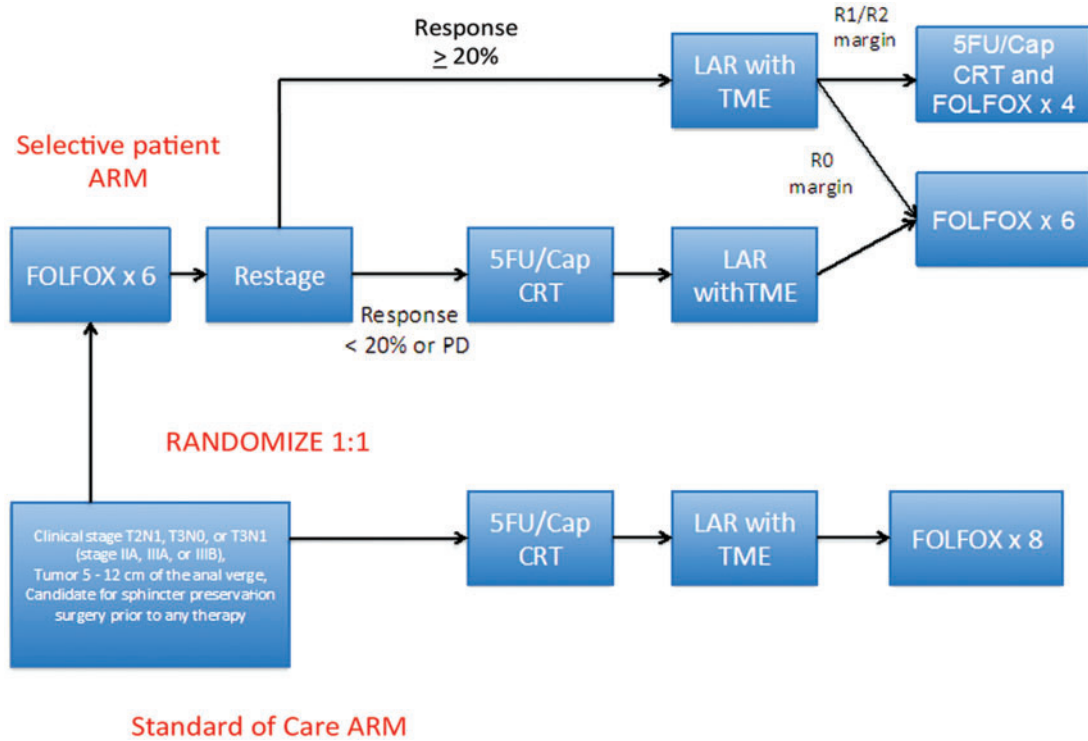 Response
≥ 20%
LAR with
TME
R1/R2
margin
5FU/Cap
CRT and
FOLFOX x 4
Selective patient
ARM
R0
margin
FOLFOX x 6
FOLFOX x 6
Restage
5FU/Cap
CRT
LAR
withTME
Response
< 20% or PD
RANDOMIZE 1:1
Clinical stage T2N1, T3N0, or T3N1
(stage IIA, IIIA, or IIIB),
Tumor 5 - 12 cm of the anal verge,
Candidate for sphincter preservation
surgery prior to any therapy
5FU/Cap
CRT
LAR with
TME
FOLFOX x 8
Standard of Care ARM